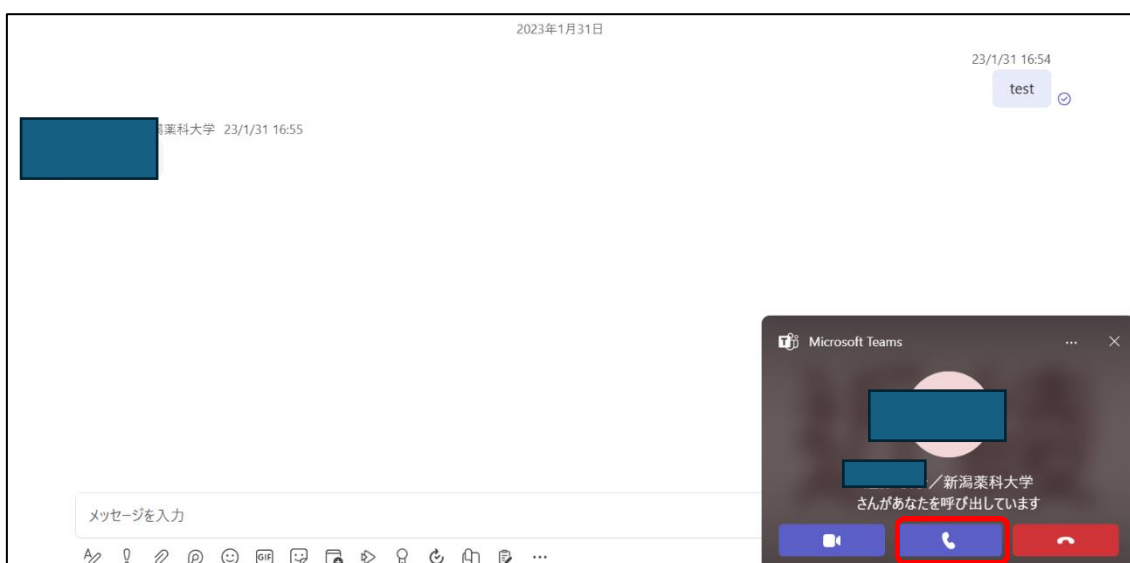 2023年1月31日
23/1/31 16:54
test
薬科大学 23/1/31 16:55
Microsoft Teams
／新潟薬科大学
さんがあなたを呼び出しています
メッセージを入力
GIF